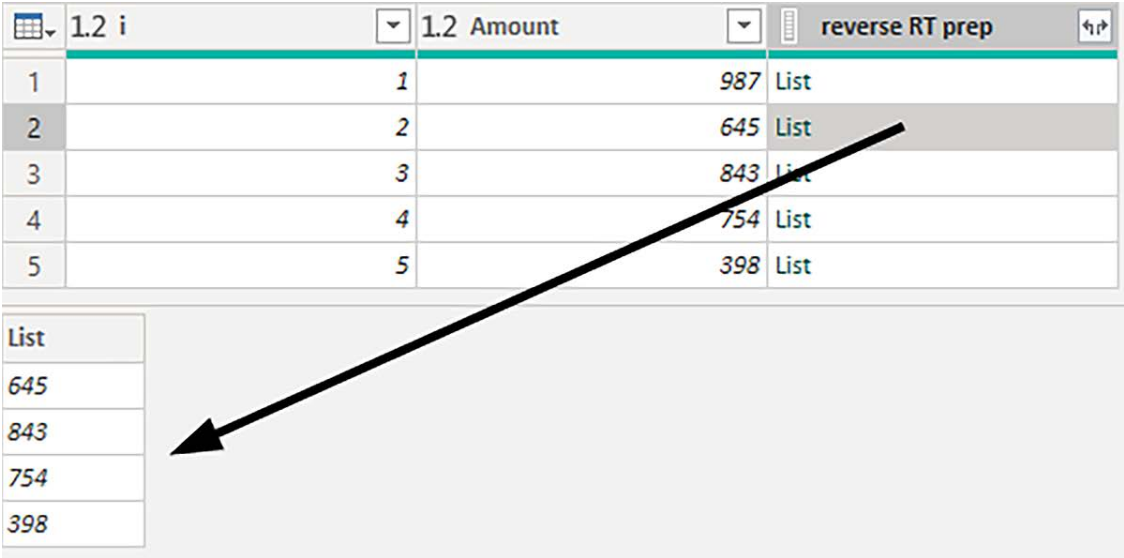 1.2 i 1.2 Amount reverse RT prep
1 1 987 List
2 2 645 List
3 3 843 List
4 4 754 List
5 5 398 List
List
645
843
754
398